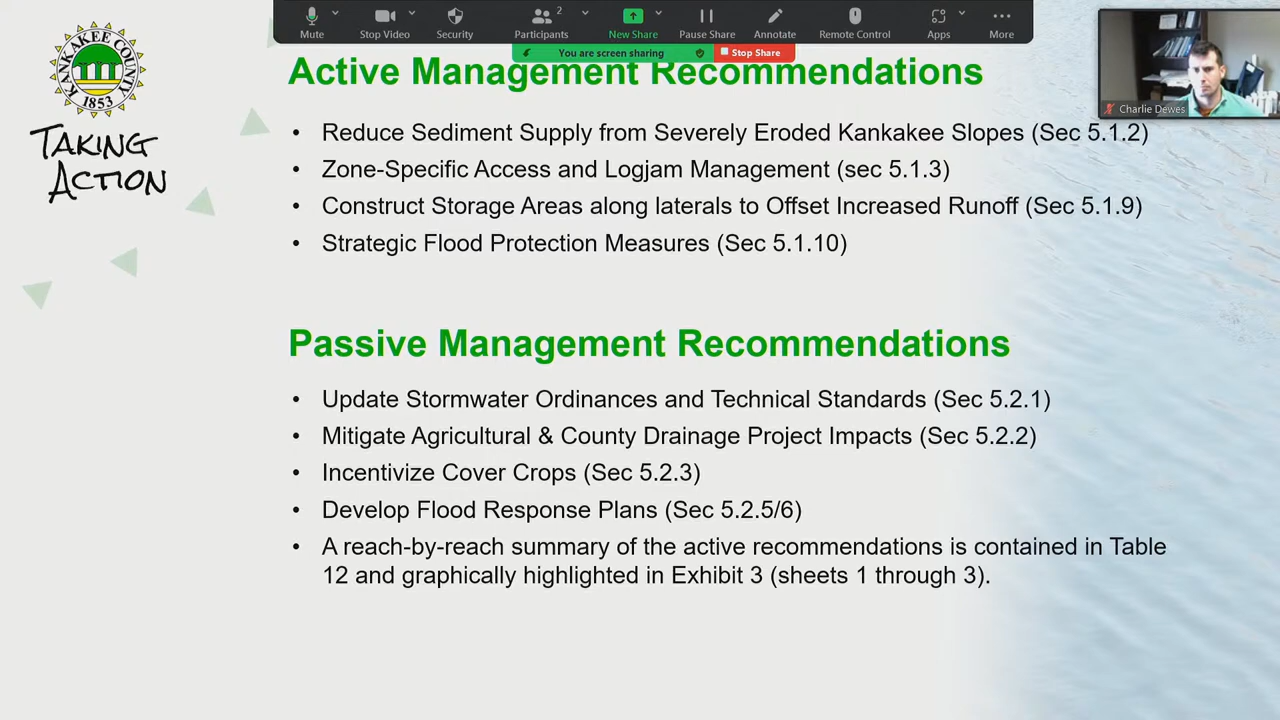 Mute
Stop Video
Security
2
Participants
New Share
Pause Share
Annotate
Remote Control
Apps
More
You are screen sharing
Stop Share
Charlie Dewes
KANKAKEE COUNTY
1853
TAKING
ACTION
Active Management Recommendations
• Reduce Sediment Supply from Severely Eroded Kankakee Slopes (Sec 5.1.2)
• Zone-Specific Access and Logjam Management (sec 5.1.3)
• Construct Storage Areas along laterals to Offset Increased Runoff (Sec 5.1.9)
• Strategic Flood Protection Measures (Sec 5.1.10)
Passive Management Recommendations
• Update Stormwater Ordinances and Technical Standards (Sec 5.2.1)
• Mitigate Agricultural & County Drainage Project Impacts (Sec 5.2.2)
• Incentivize Cover Crops (Sec 5.2.3)
• Develop Flood Response Plans (Sec 5.2.5/6)
• A reach-by-reach summary of the active recommendations is contained in Table
12 and graphically highlighted in Exhibit 3 (sheets 1 through 3).